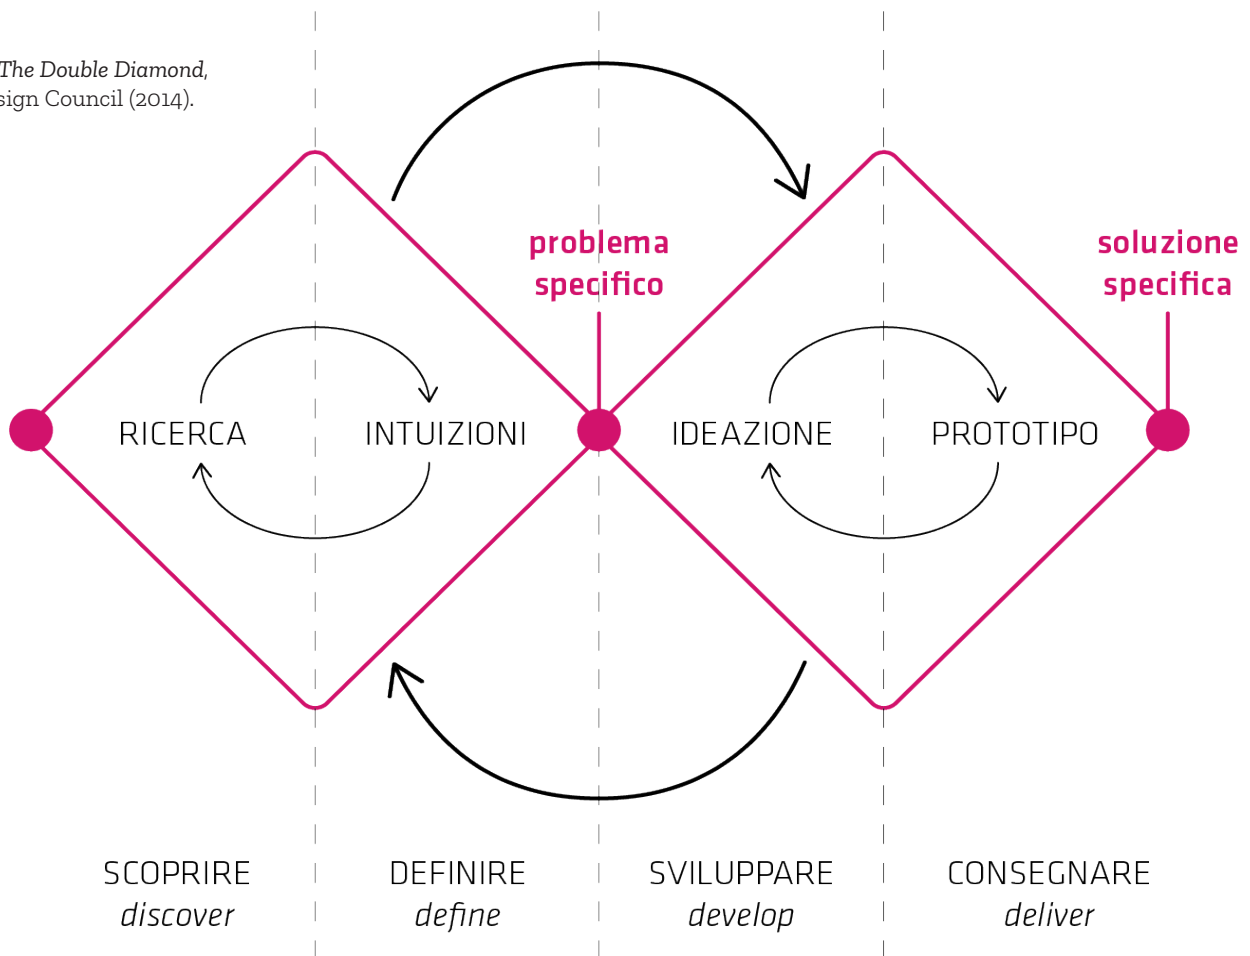 The Double Diamond,
sign Council (2014).
problema
specifico
soluzione
specifica
RICERCA
INTUIZIONI
IDEAZIONE
PROTOTIPO
SCOPRIRE
discover
DEFINIRE
define
SVILUPPARE
develop
CONSEGNARE
deliver